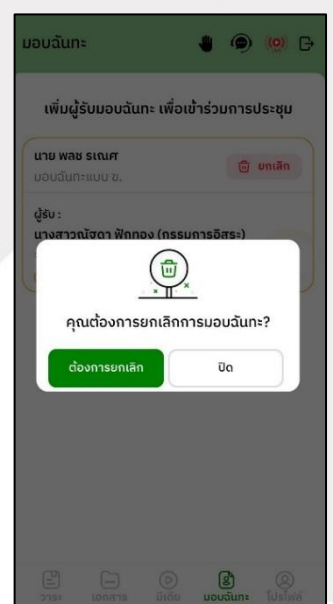 มอบฉันทะ
เพิ่มผู้รับมอบฉันทะ เพื่อเข้าร่วมการประชุม
นาย พลช รเณศ
ยกเลิก
มอบฉันทะแบบ ข.
ผู้รับ :
นางสาวณัชดา ฟักทอง (กรรมการอิสระ)
คุณต้องการยกเลิกการมอบฉันทะ?
ต้องการยกเลิก
ปิด
วาระ เอกสาร มีเดีย มอบฉันทะ โปรไฟล์